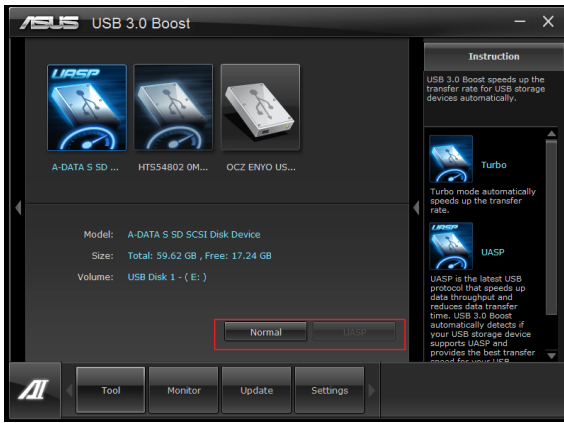 ASUS USB 3.0 Boost
UASP
A-DATA S SD ...
HTS54802 0M...
OCZ ENYO US...
Model: A-DATA S SD SCSI Disk Device
Size: Total: 59.62 GB , Free: 17.24 GB
Volume: USB Disk 1 - ( E: )
Normal
UASP
Instruction
USB 3.0 Boost speeds up the
transfer rate for USB storage
devices automatically.
Turbo
Turbo mode automatically
speeds up the transfer
rate.
UASP
UASP
UASP is the latest USB
protocol that speeds up
data throughput and
reduces data transfer
time. USB 3.0 Boost
automatically detects if
your USB storage device
supports UASP and
provides the best transfer
speed for your USB
Tool
Monitor
Update
Settings